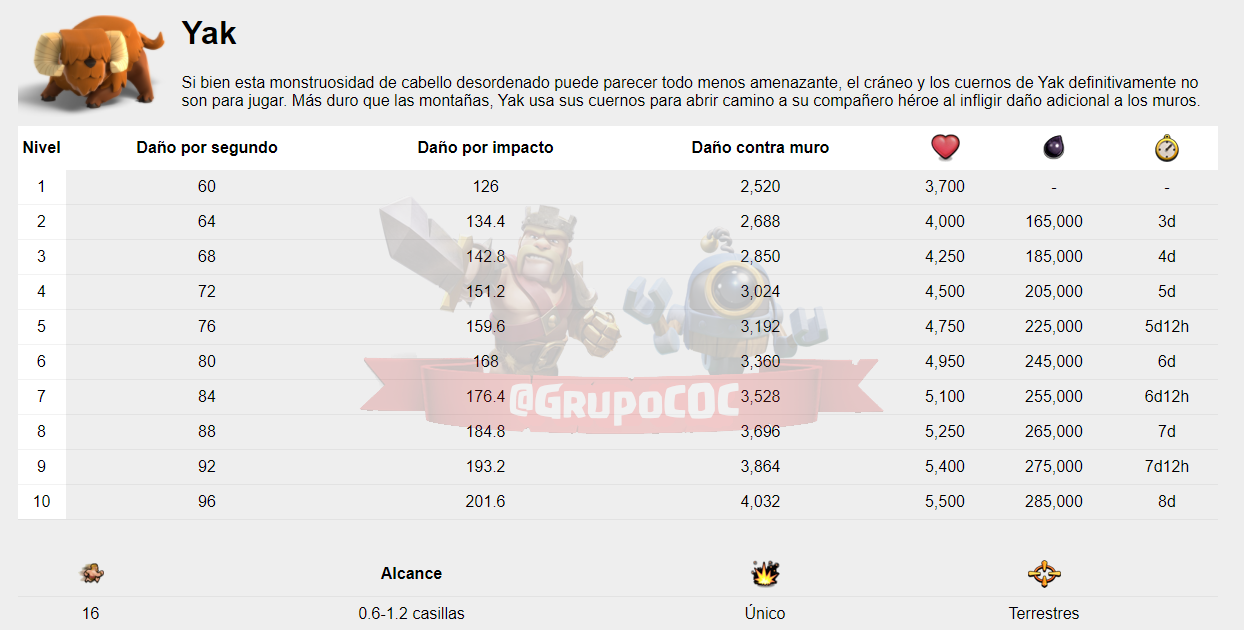 Yak
Si bien esta monstruosidad de cabello desordenado puede parecer todo menos amenazante, el cráneo y los cuernos de Yak definitivamente no
son para jugar. Más duro que las montañas, Yak usa sus cuernos para abrir camino a su compañero héroe al infligir daño adicional a los muros.
Nivel Daño por segundo Daño por impacto Daño contra muro
1 60 126 2,520 3,700 - -
2 64 134.4 2,688 4,000 165,000 3d
3 68 142.8 2,850 4,250 185,000 4d
4 72 151.2 3,024 4,500 205,000 5d
5 76 159.6 3,192 4,750 225,000 5d12h
6 80 168 3,360 4,950 245,000 6d
7 84 176.4 3,528 5,100 255,000 6d12h
8 88 184.8 3,696 5,250 265,000 7d
9 92 193.2 3,864 5,400 275,000 7d12h
10 96 201.6 4,032 5,500 285,000 8d
@GRUPOCOC
Alcance
16 0.6-1.2 casillas Único Terrestres